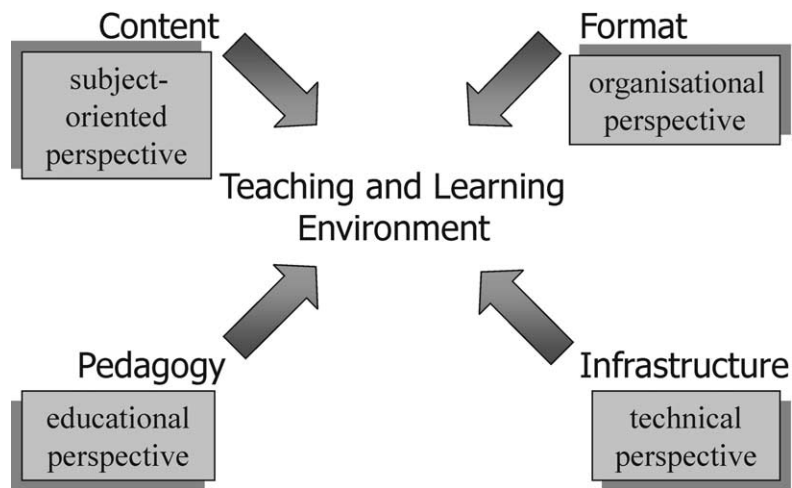 Content
subject-
oriented
perspective
Format
organisational
perspective
Teaching and Learning
Environment
Pedagogy
educational
perspective
Infrastructure
technical
perspective